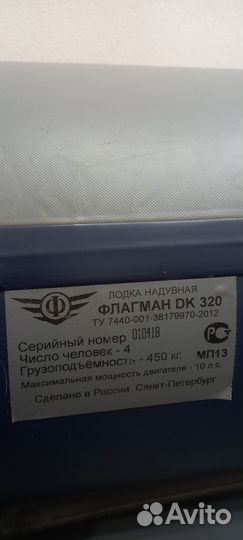 ЛОДКА НАДУВНАЯ
ФЛАГМАН DK 320
ТУ 7440-001-38179970-2012
Серийный номер 010418
Число человек - 4
Грузоподъёмность - 450 кг.
МП13
Максимальная мощность двигателя - 10 л.с.
Сделано в России Санкт-Петербург
Avito